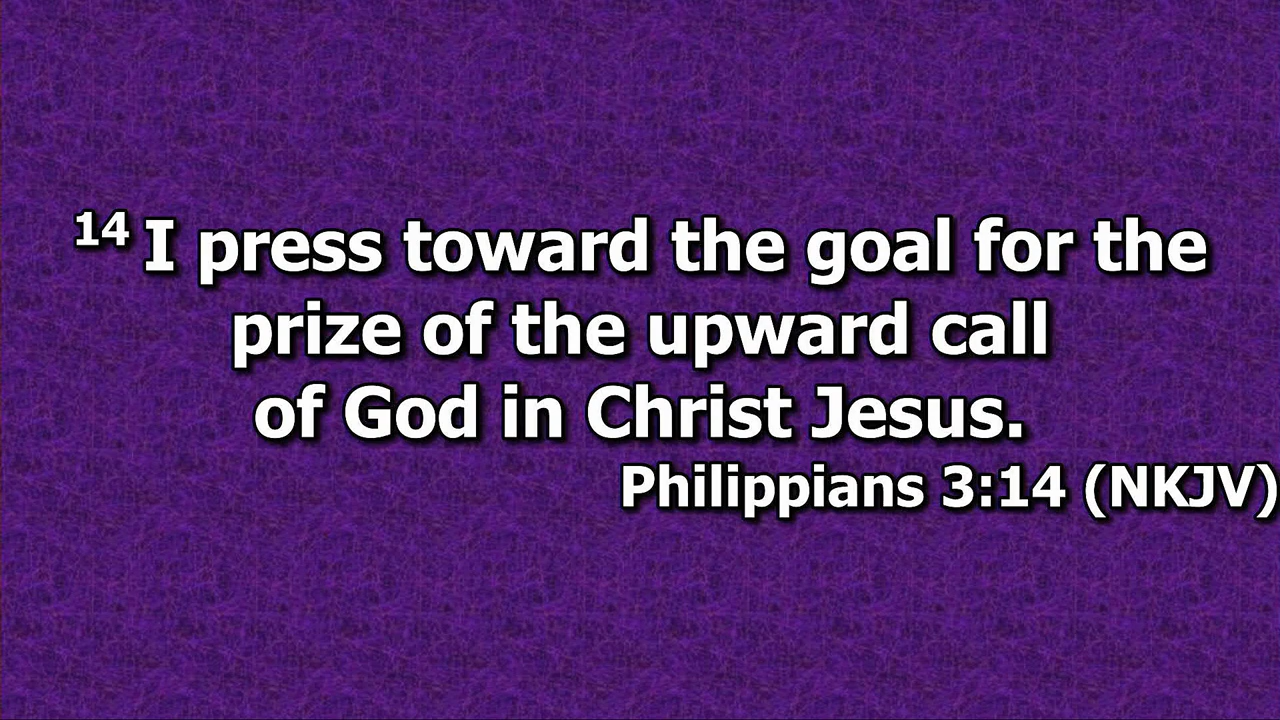 14 I press toward the goal for the
prize of the upward call
of God in Christ Jesus.
Philippians 3:14 (NKJV)